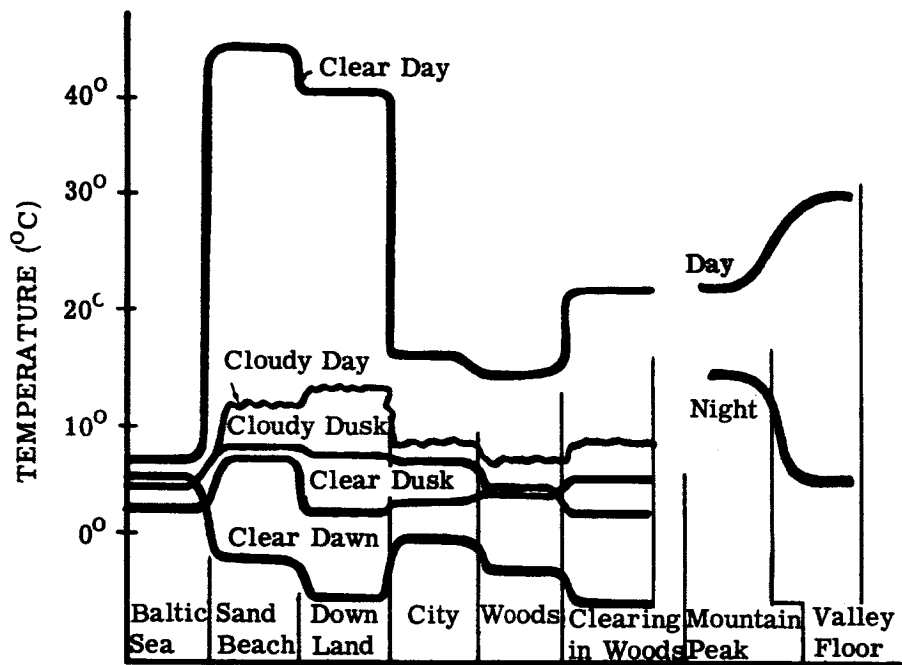 Clear Day
40°
30°
20°
10°
0°
TEMPERATURE (°C)
Day
Cloudy Day
Night
Cloudy Dusk
Clear Dusk
Clear Dawn
Baltic Sea
Sand Beach
Down Land
City
Woods
Clearing in Woods
Mountain Peak
Valley Floor